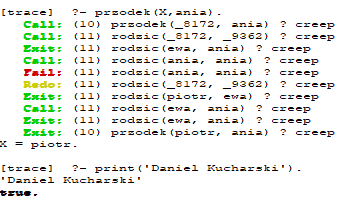 [trace]  ?- przodek(X,ania).
   Call: (10) przodek(_8172, ania) ? creep
   Call: (11) rodzic(_8172, _9362) ? creep
   Exit: (11) rodzic(ewa, ania) ? creep
   Call: (11) rodzic(ania, ania) ? creep
   Fail: (11) rodzic(ania, ania) ? creep
   Redo: (11) rodzic(_8172, _9362) ? creep
   Exit: (11) rodzic(piotr, ewa) ? creep
   Call: (11) rodzic(ewa, ania) ? creep
   Exit: (11) rodzic(ewa, ania) ? creep
   Exit: (10) przodek(piotr, ania) ? creep
X = piotr.
[trace]  ?- print('Daniel Kucharski').
'Daniel Kucharski'
true.